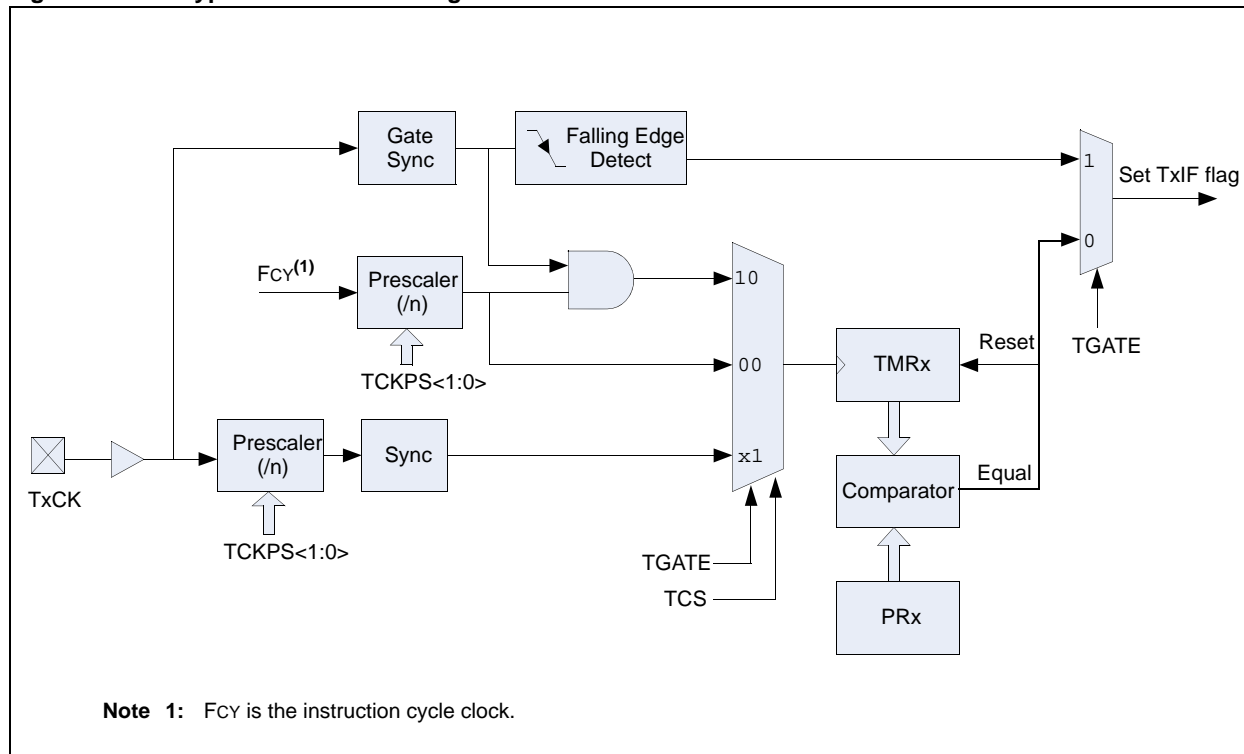 Gate
Sync
Falling Edge
Detect
1
Set TxIF flag
0
FCY(1)
Prescaler
(/n)
10
TGATE
TCKPS<1:0>
00
TMRx
Reset
TxCK
Prescaler
(/n)
Sync
x1
Comparator
Equal
TCKPS<1:0>
TGATE
TCS
PRx
Note 1: FCY is the instruction cycle clock.